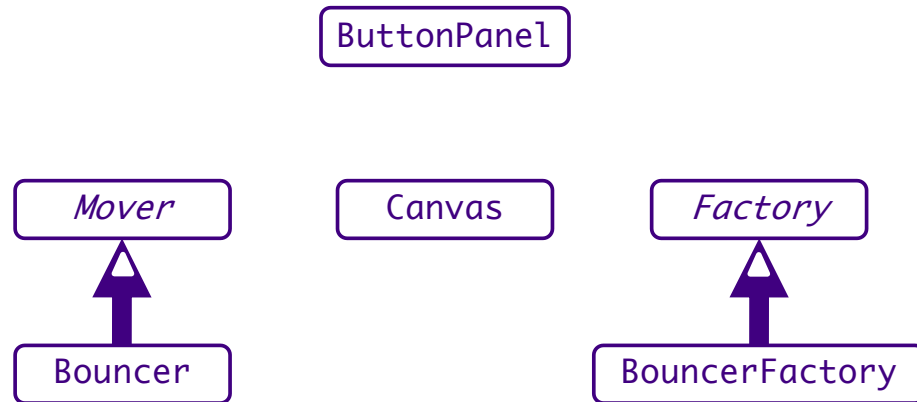 ButtonPanel
Mover
Canvas
Factory
Bouncer
BouncerFactory